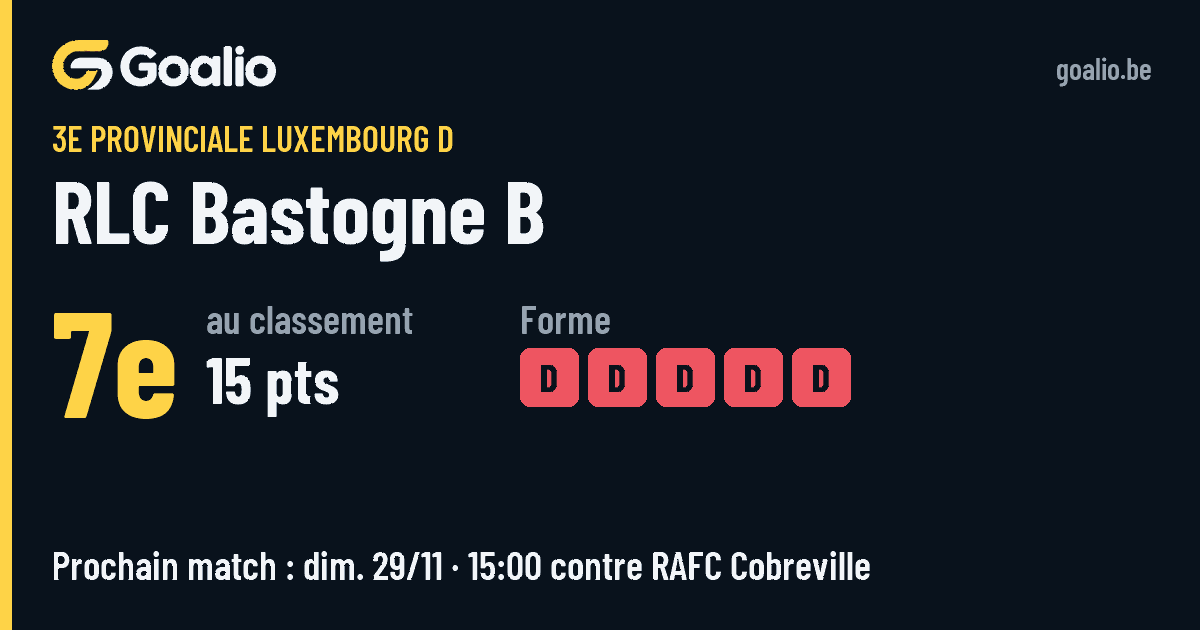 Goalio
goalio.be
3E PROVINCIALE LUXEMBOURG D
RLC Bastogne B
7e
au classement
15 pts
Forme
D D D D D
Prochain match : dim. 29/11 · 15:00 contre RAFC Cobreville